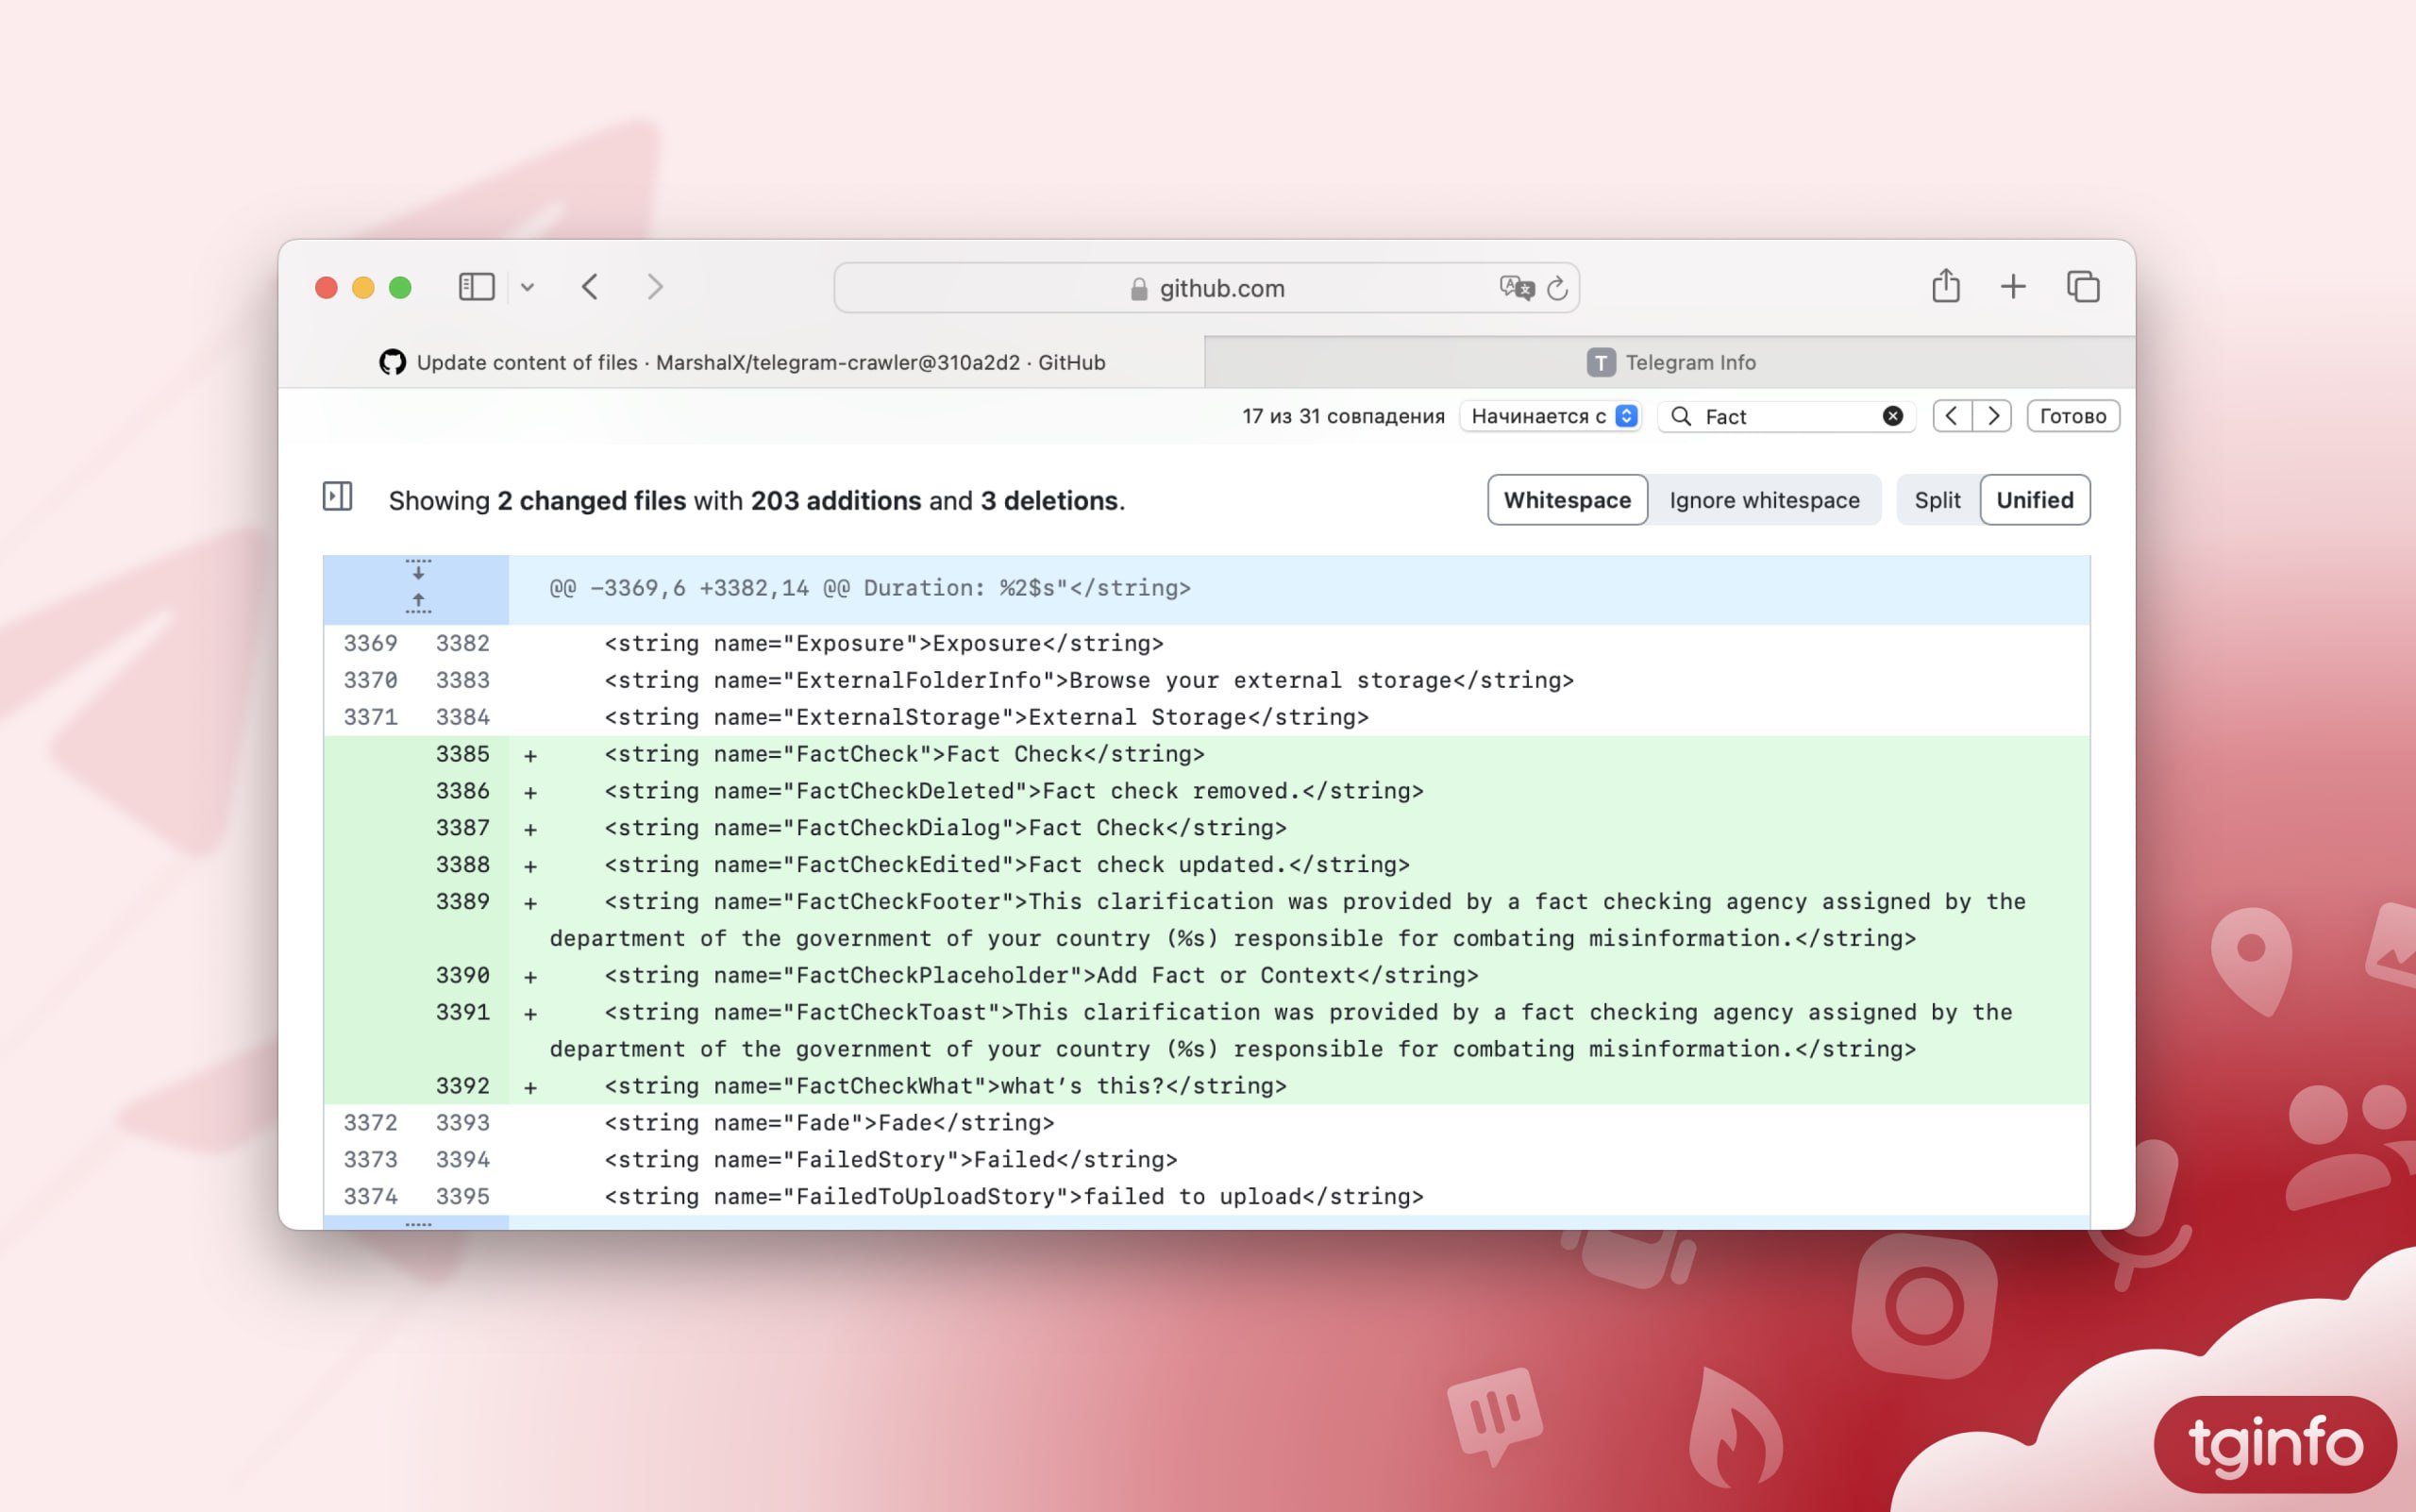 github.com
Update content of files · MarshalX/telegram-crawler@310a2d2 · GitHub
T Telegram Info
17 из 31 совпадения Начинается с Fact Готово
Showing 2 changed files with 203 additions and 3 deletions.
Whitespace Ignore whitespace Split Unified
@@ -3369,6 +3382,14 @@ Duration: %2$s"</string>
3369 3382 <string name="Exposure">Exposure</string>
3370 3383 <string name="ExternalFolderInfo">Browse your external storage</string>
3371 3384 <string name="ExternalStorage">External Storage</string>
3385 + <string name="FactCheck">Fact Check</string>
3386 + <string name="FactCheckDeleted">Fact check removed.</string>
3387 + <string name="FactCheckDialog">Fact Check</string>
3388 + <string name="FactCheckEdited">Fact check updated.</string>
3389 + <string name="FactCheckFooter">This clarification was provided by a fact checking agency assigned by the
department of the government of your country (%s) responsible for combating misinformation.</string>
3390 + <string name="FactCheckPlaceholder">Add Fact or Context</string>
3391 + <string name="FactCheckToast">This clarification was provided by a fact checking agency assigned by the
department of the government of your country (%s) responsible for combating misinformation.</string>
3392 + <string name="FactCheckWhat">what’s this?</string>
3372 3393 <string name="Fade">Fade</string>
3373 3394 <string name="FailedStory">Failed</string>
3374 3395 <string name="FailedToUploadStory">failed to upload</string>
tginfo